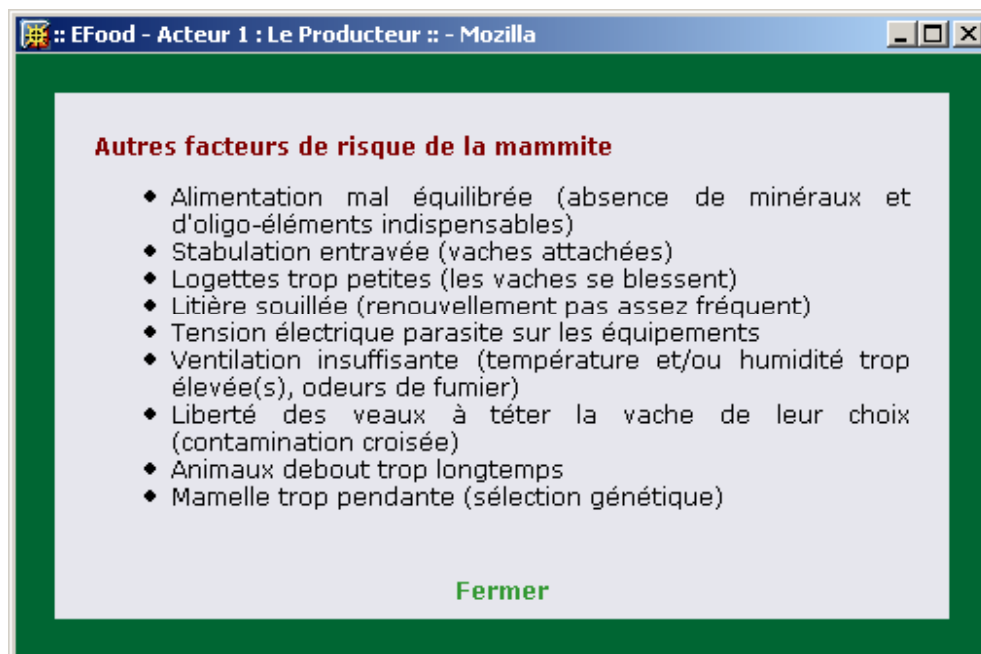 :: EFood - Acteur 1 : Le Producteur :: - Mozilla
Autres facteurs de risque de la mammite
• Alimentation mal équilibrée (absence de minéraux et
d'oligo-éléments indispensables)
• Stabulation entravée (vaches attachées)
• Logettes trop petites (les vaches se blessent)
• Litière souillée (renouvellement pas assez fréquent)
• Tension électrique parasite sur les équipements
• Ventilation insuffisante (température et/ou humidité trop
élevée(s), odeurs de fumier)
• Liberté des veaux à téter la vache de leur choix
(contamination croisée)
• Animaux debout trop longtemps
• Mamelle trop pendante (sélection génétique)
Fermer